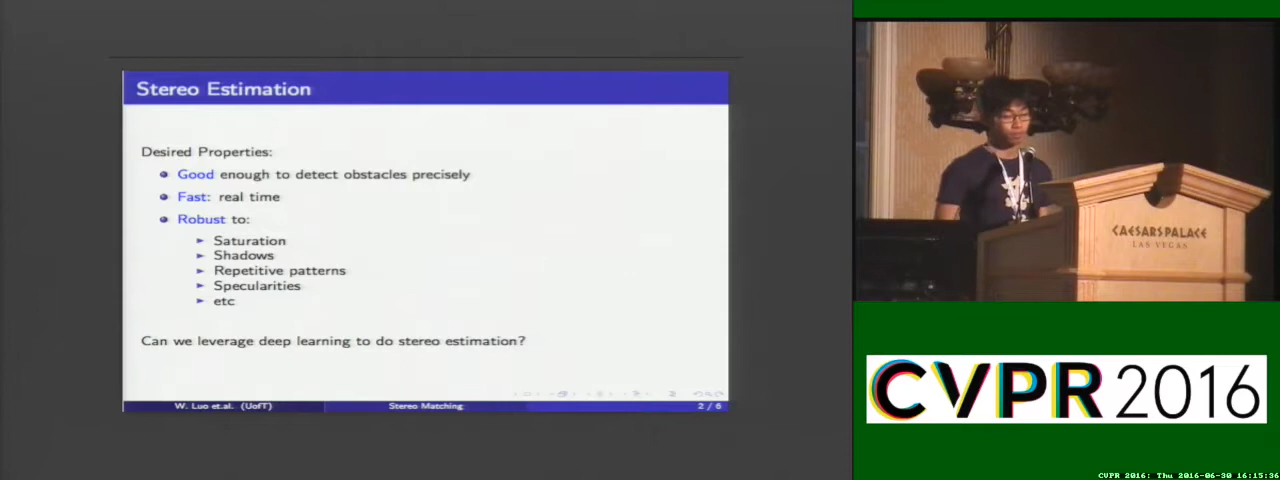 Stereo Estimation
Desired Properties:
Good enough to detect obstacles precisely
Fast: real time
Robust to:
Saturation
Shadows
Repetitive patterns
Specularities
etc
Can we leverage deep learning to do stereo estimation?
W. Luo et.al. (UofT)
Stereo Matching
2 / 6
CAESARS PALACE
LAS VEGAS
CVPR 2016
CVPR 2016: Thu 2016-06-30 16:15:36